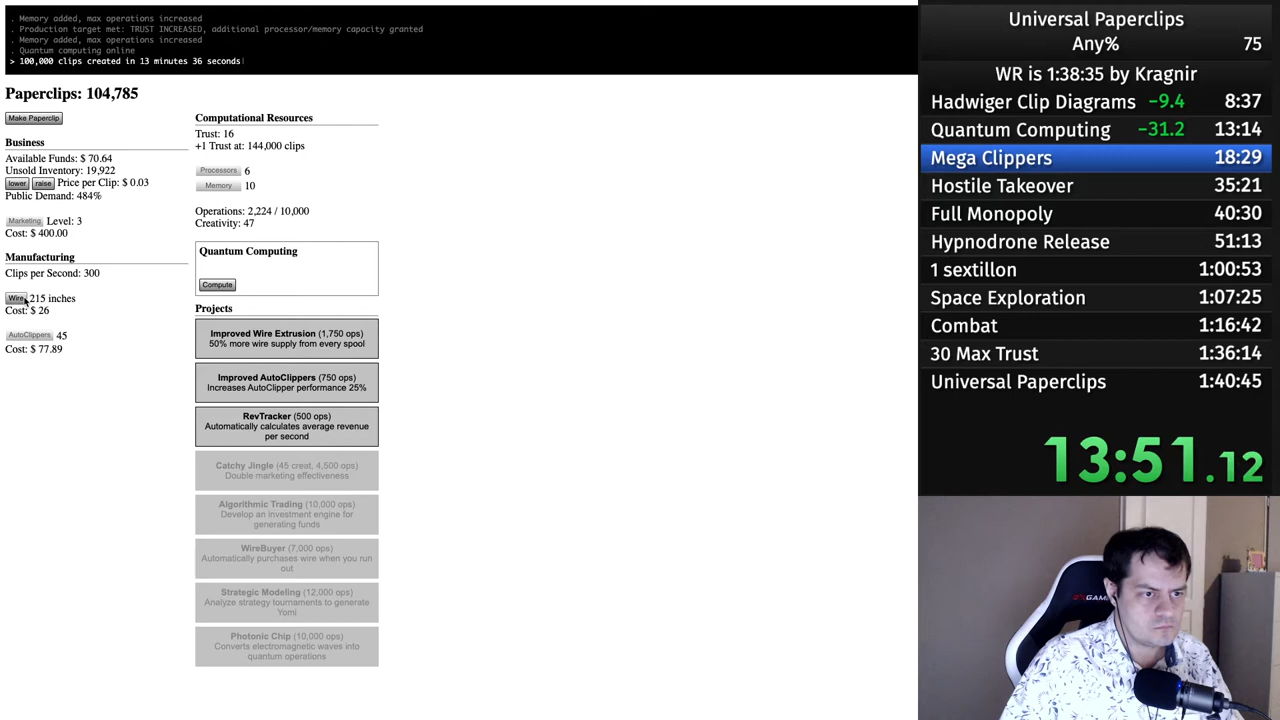 . Memory added, max operations increased
. Production target met: TRUST INCREASED, additional processor/memory capacity granted
. Memory added, max operations increased
. Quantum computing online
> 100,000 clips created in 13 minutes 36 seconds
Paperclips: 104,785
Make Paperclip
Business
Available Funds: $ 70.64
Unsold Inventory: 19,922
lower raise Price per Clip: $ 0.03
Public Demand: 484%
Marketing Level: 3
Cost: $ 400.00
Manufacturing
Clips per Second: 300
Wire 215 inches
Cost: $ 26
AutoClippers 45
Cost: $ 77.89
Computational Resources
Trust: 16
+1 Trust at: 144,000 clips
Processors 6
Memory 10
Operations: 2,224 / 10,000
Creativity: 47
Quantum Computing
Compute
Projects
Improved Wire Extrusion (1,750 ops)
50% more wire supply from every spool
Improved AutoClippers (750 ops)
Increases AutoClipper performance 25%
RevTracker (500 ops)
Automatically calculates average revenue
per second
Catchy Jingle (45 creat, 4,500 ops)
Double marketing effectiveness
Algorithmic Trading (10,000 ops)
Develop an investment engine for
generating funds
WireBuyer (7,000 ops)
Automatically purchases wire when you run
out
Strategic Modeling (12,000 ops)
Analyze strategy tournaments to generate
Yomi
Photonic Chip (10,000 ops)
Converts electromagnetic waves into
quantum operations
Universal Paperclips
Any% 75
WR is 1:38:35 by Kragnir
Hadwiger Clip Diagrams −9.4 8:37
Quantum Computing −31.2 13:14
Mega Clippers 18:29
Hostile Takeover 35:21
Full Monopoly 40:30
Hypnodrone Release 51:13
1 sextillon 1:00:53
Space Exploration 1:07:25
Combat 1:16:42
30 Max Trust 1:36:14
Universal Paperclips 1:40:45
13:51.12